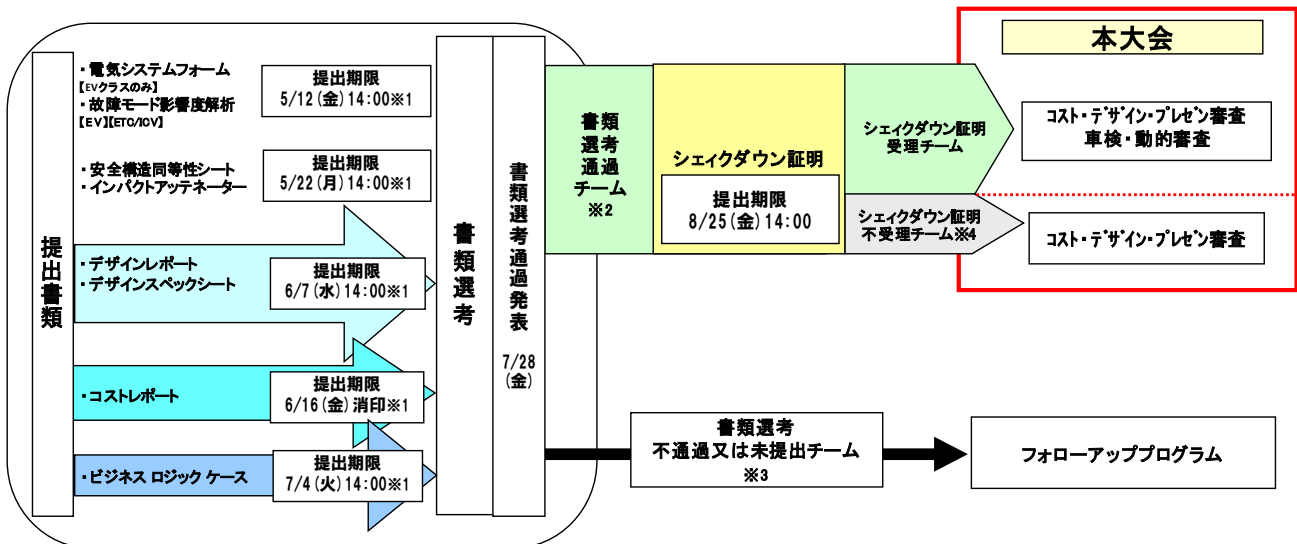 提出書類
・電気システムフォーム
【EVクラスのみ】
・故障モード影響度解析
【EV】【ETC/ICV】
提出期限
5/12(金)14:00※1
・安全構造同等性シート
・インパクトアッテネーター
提出期限
5/22(月)14:00※1
・デザインレポート
・デザインスペックシート
提出期限
6/7(水)14:00※1
・コストレポート
提出期限
6/16(金)消印※1
・ビジネス ロジック ケース
提出期限
7/4(火)14:00※1
書類選考
書類選考通過発表
7/28
(金)
書類
選考
通過
チーム
※2
シェィクダウン証明
提出期限
8/25(金)14:00
シェィクダウン証明
受理チーム
シェィクダウン証明
不受理チーム※4
本大会
コスト・デザイン・プレゼン審査
車検・動的審査
コスト・デザイン・プレゼン審査
書類選考
不通過又は未提出チーム
※3
フォローアッププログラム